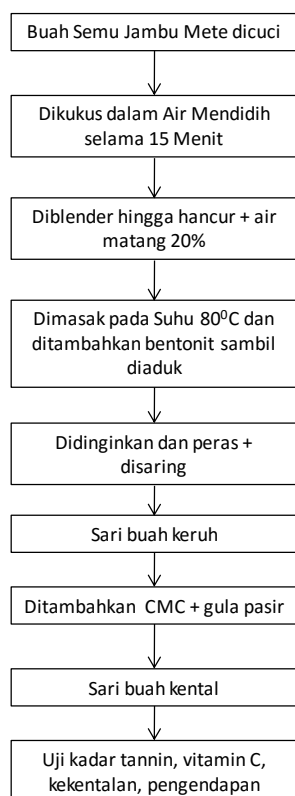 Buah Semu Jambu Mete dicuci
Dikukus dalam Air Mendidih
selama 15 Menit
Diblender hingga hancur + air
matang 20%
Dimasak pada Suhu 80⁰C dan
ditambahkan bentonit sambil
diaduk
Didinginkan dan peras +
disaring
Sari buah keruh
Ditambahkan CMC + gula pasir
Sari buah kental
Uji kadar tannin, vitamin C,
kekentalan, pengendapan